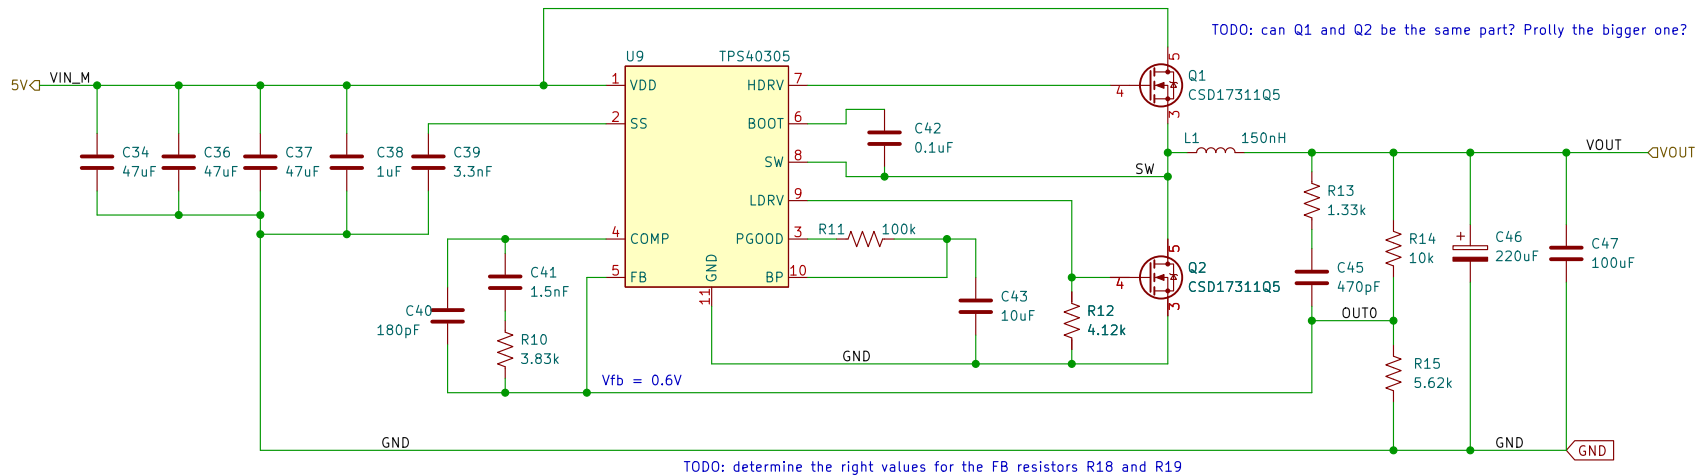 TODO: can Q1 and Q2 be the same part? Prolly the bigger one?
U9
TPS40305
5V
VIN_M
1
VDD
HDRV
7
5
Q1
4
CSD17311Q5
3
2
SS
BOOT
6
C42
0.1uF
L1
150nH
VOUT
VOUT
C34
47uF
C36
47uF
C37
47uF
C38
1uF
C39
3.3nF
SW
8
SW
LDRV
9
R13
1.33k
R11
100k
4
COMP
PGOOD
3
5
R14
10k
+
C46
220uF
C47
100uF
5
FB
GND
11
BP
10
Q2
4
CSD17311Q5
3
C41
1.5nF
C45
470pF
C40
180pF
C43
10uF
R12
4.12k
OUT0
R10
3.83k
GND
R15
5.62k
Vfb = 0.6V
GND
GND
GND
TODO: determine the right values for the FB resistors R18 and R19